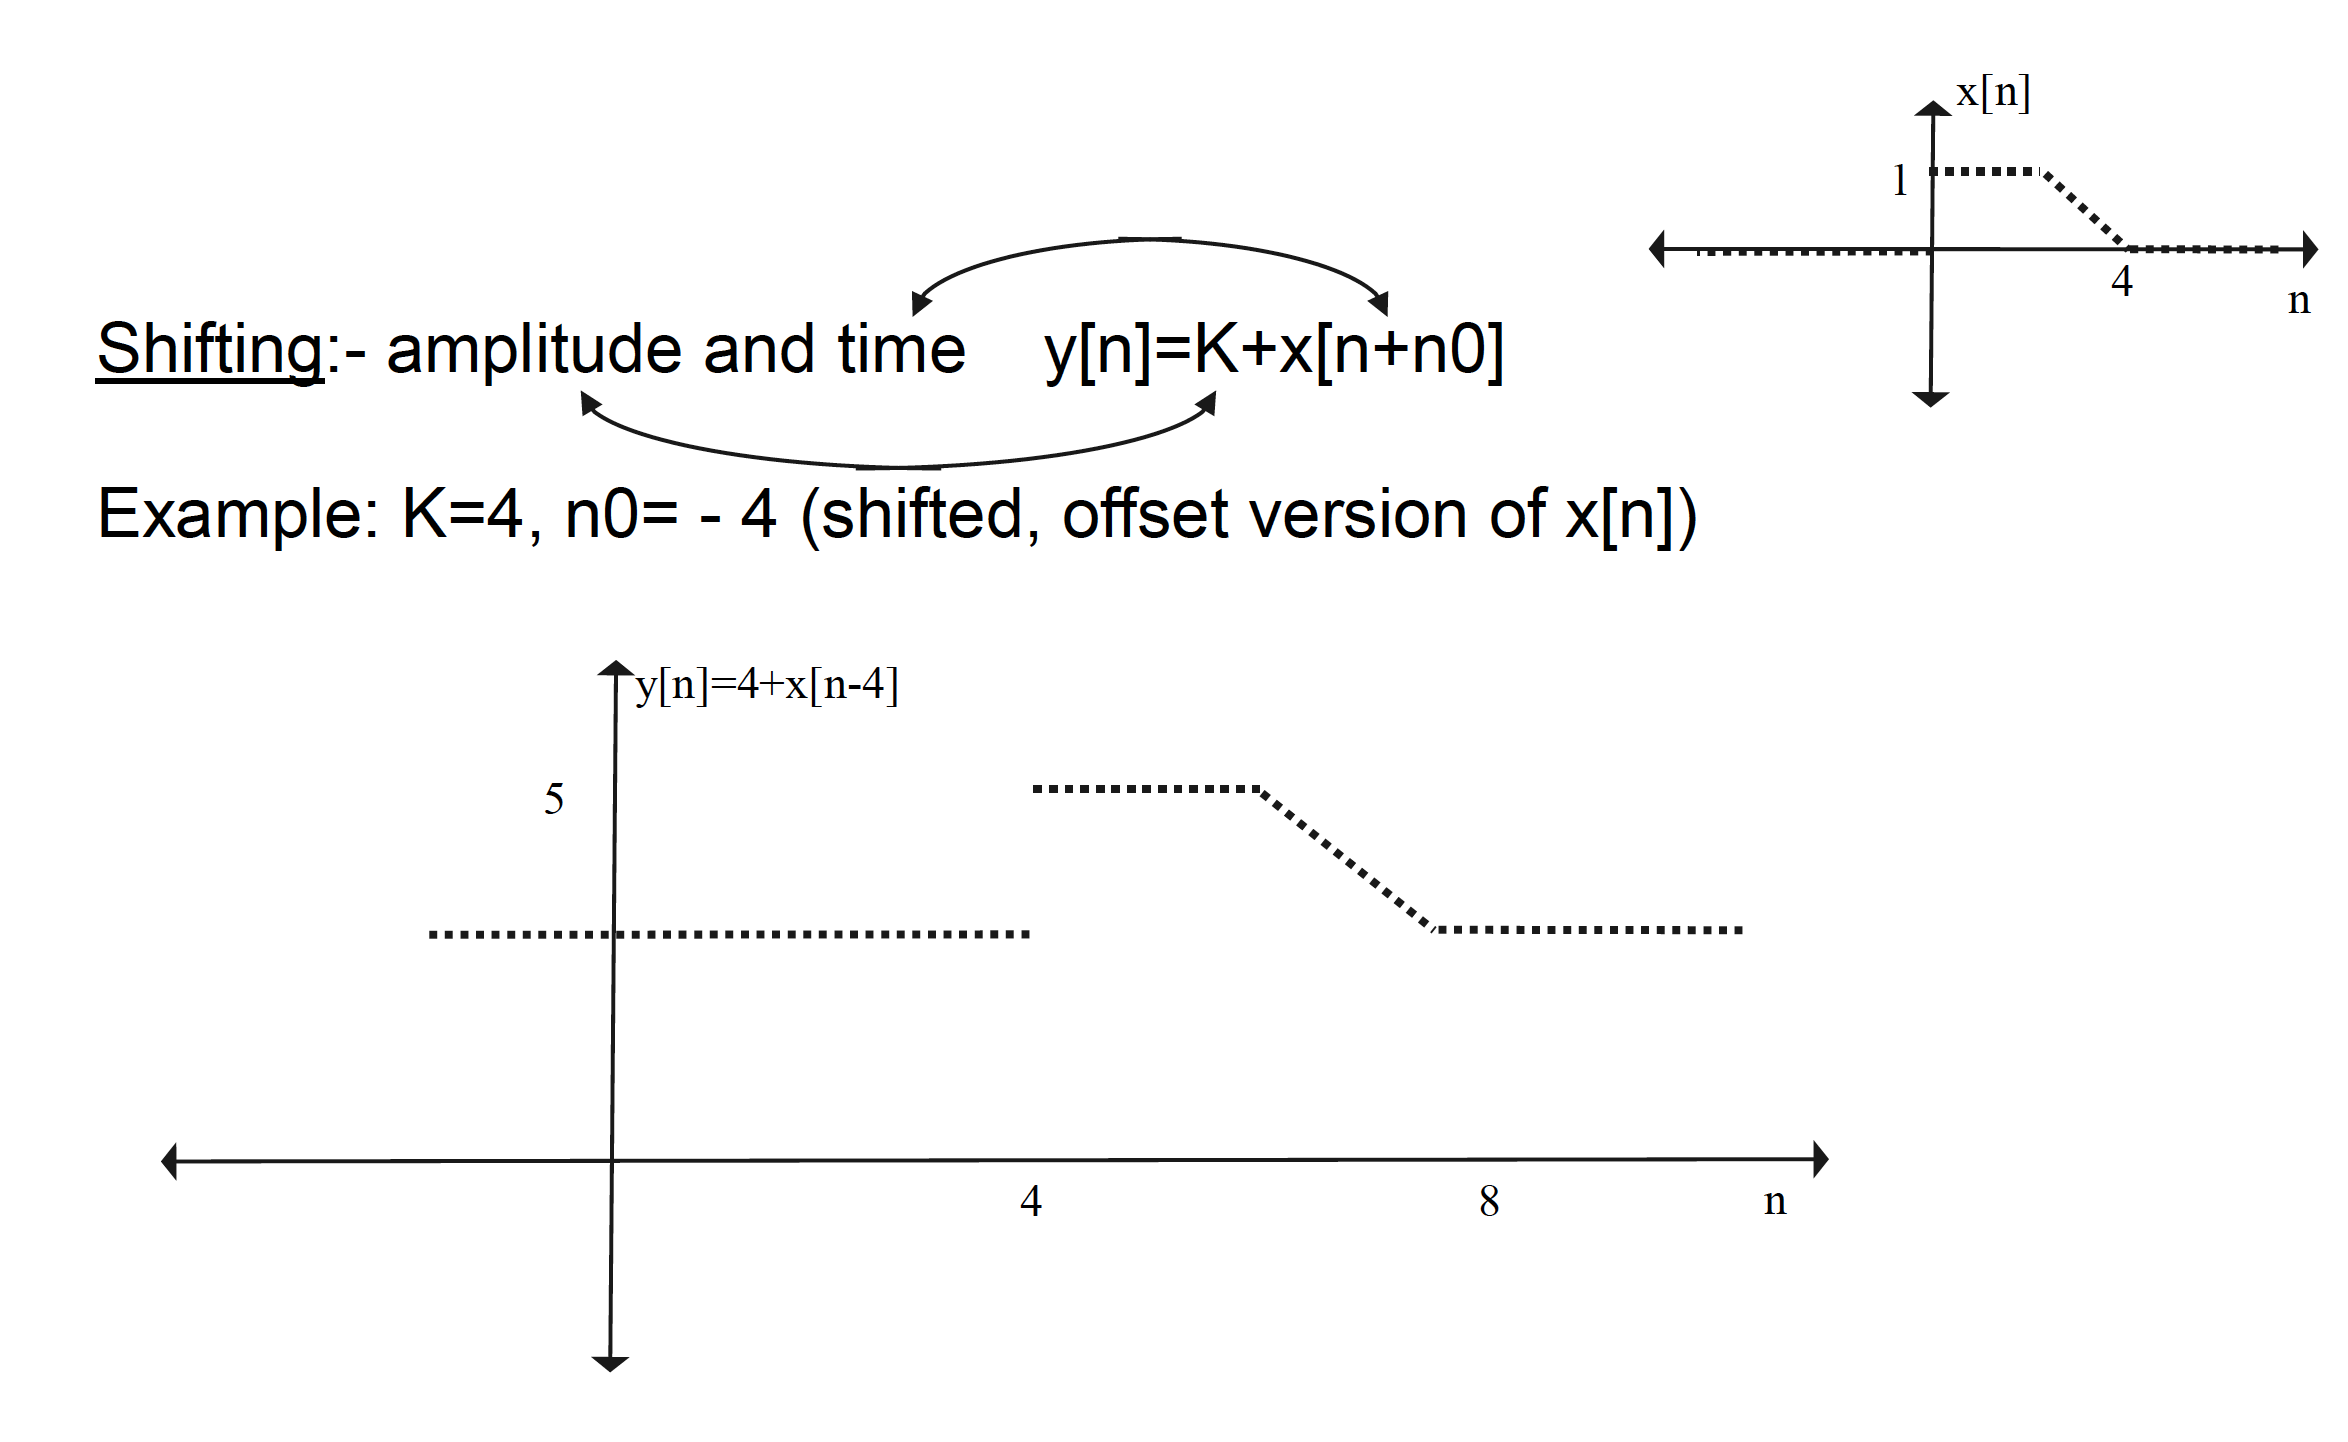 x[n]
1
4
n
Shifting:- amplitude and time y[n]=K+x[n+n0]
Example: K=4, n0= - 4 (shifted, offset version of x[n])
y[n]=4+x[n-4]
5
4 8 n